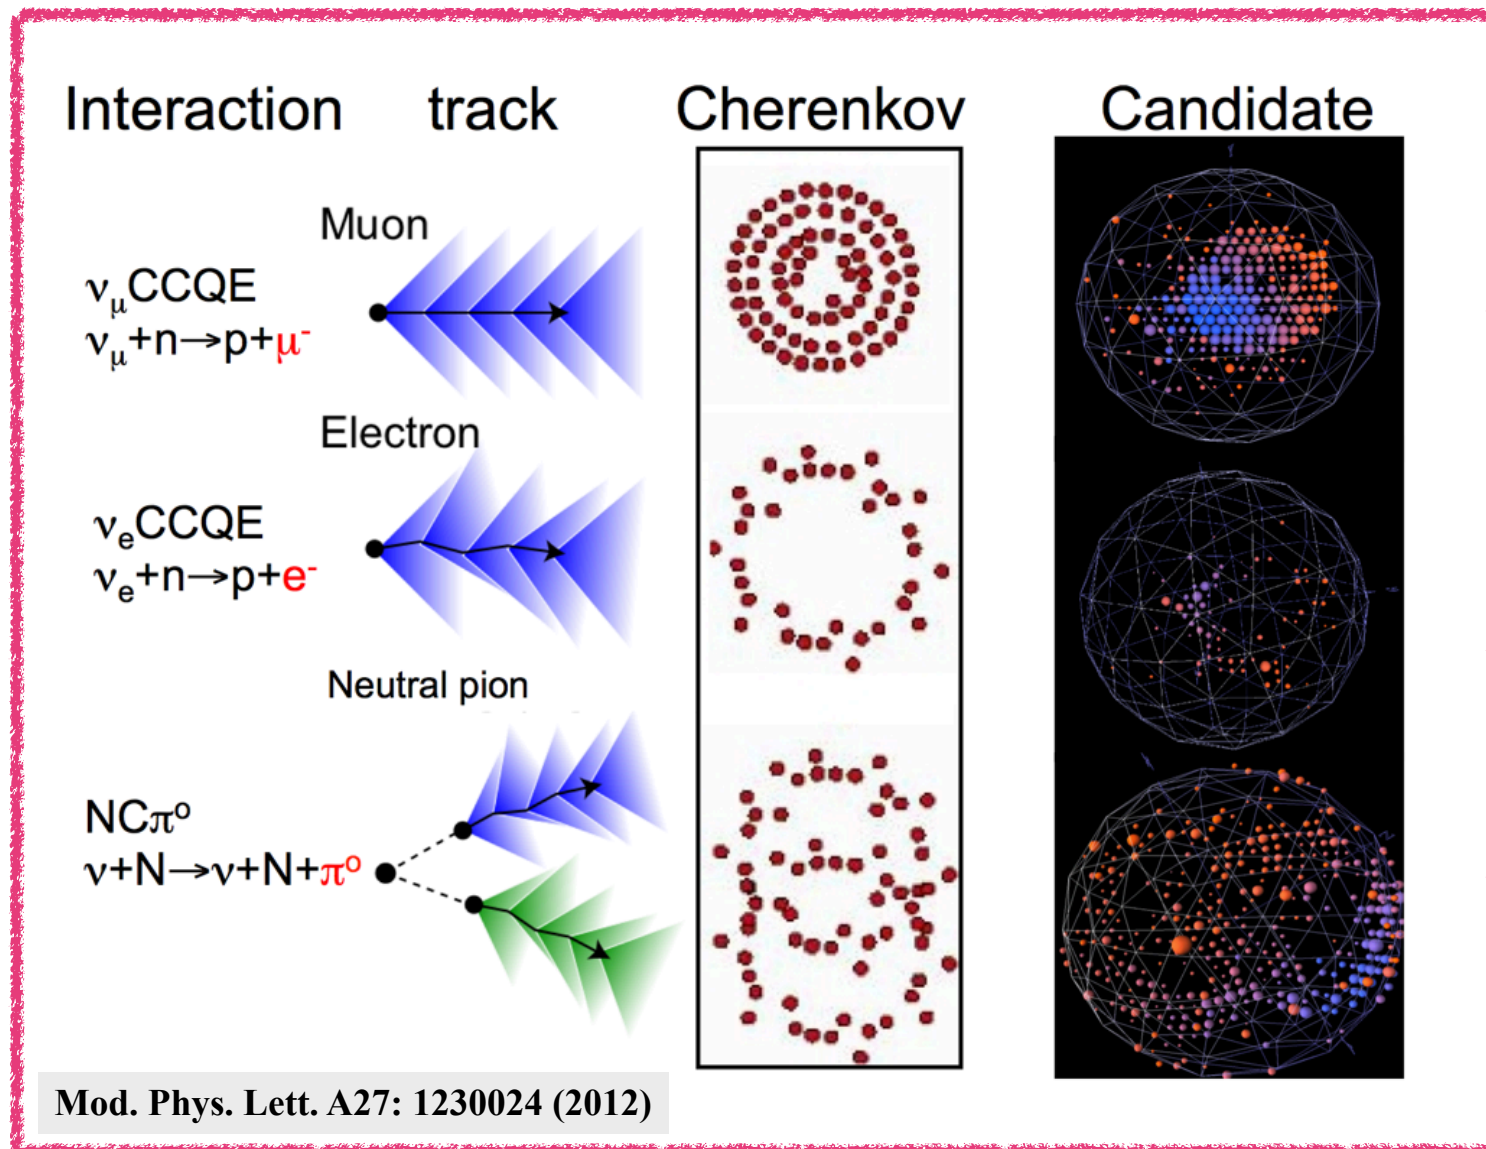 Interaction track Cherenkov Candidate
Muon
νμCCQE
νμ+n→p+μ-
Electron
νeCCQE
νe+n→p+e-
Neutral pion
NCπo
ν+N→ν+N+πo
Mod. Phys. Lett. A27: 1230024 (2012)